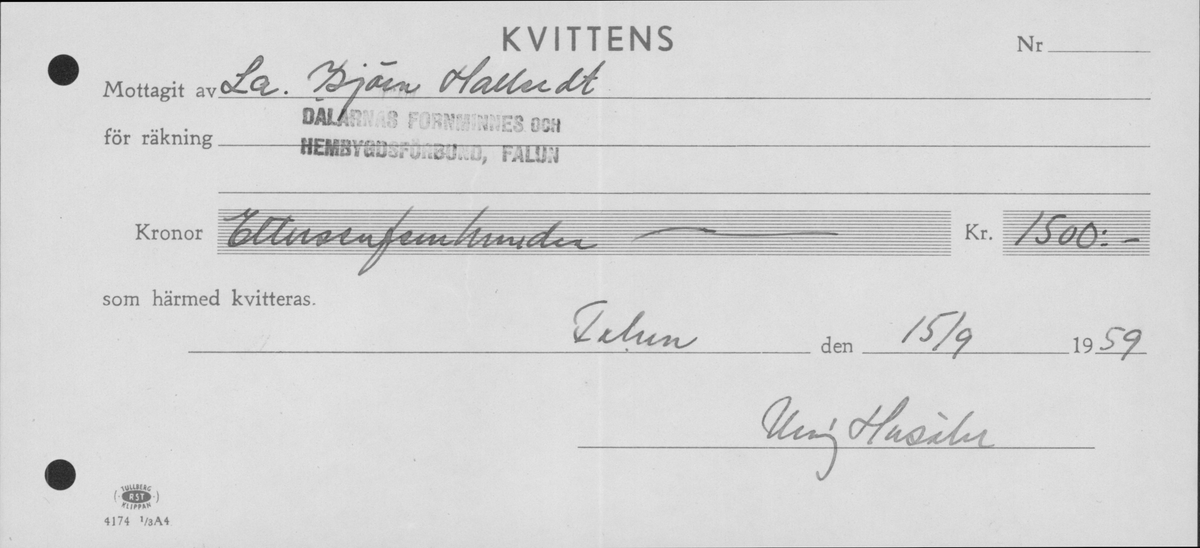 KVITTENS
Nr
Mottagit av La. Björn Hallerdt
för räkning DALARNAS FORNMINNES OCH
HEMBYGDSFÖRBUND, FALUN
Kronor Ettusenfemhundra Kr. 1500:-
som härmed kvitteras.
Falun den 15/9 1959
TULLBERG
RST
KLIPPAN
4174 1/3A4